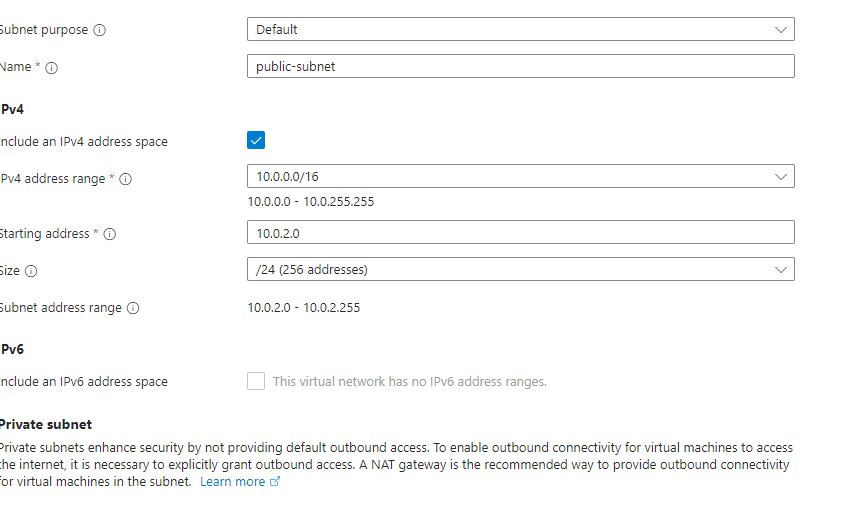 Subnet purpose
Default
Name *
public-subnet
IPv4
Include an IPv4 address space
IPv4 address range *
10.0.0.0/16
10.0.0.0 - 10.0.255.255
Starting address *
10.0.2.0
Size
/24 (256 addresses)
Subnet address range
10.0.2.0 - 10.0.2.255
IPv6
Include an IPv6 address space
This virtual network has no IPv6 address ranges.
Private subnet
Private subnets enhance security by not providing default outbound access. To enable outbound connectivity for virtual machines to access
the internet, it is necessary to explicitly grant outbound access. A NAT gateway is the recommended way to provide outbound connectivity
for virtual machines in the subnet. Learn more